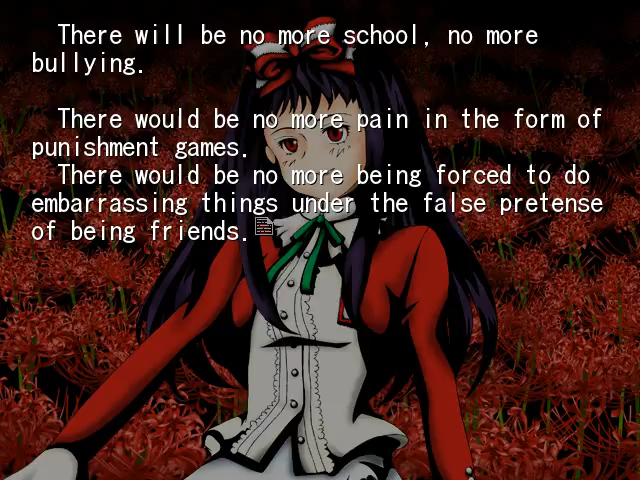 There will be no more school, no more
bullying.
There would be no more pain in the form of
punishment games.
There would be no more being forced to do
embarrassing things under the false pretense
of being friends.